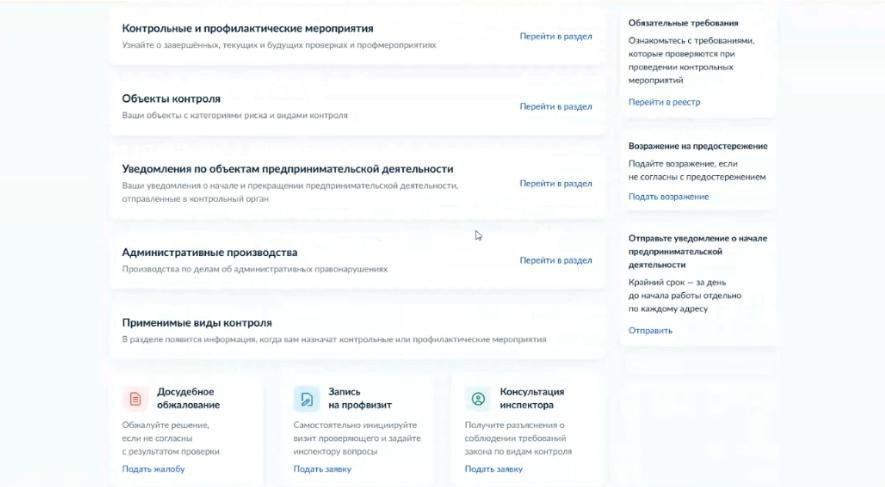 Контрольные и профилактические мероприятия
Узнайте о завершённых, текущих и будущих проверках и профмероприятиях
Перейти в раздел
Объекты контроля
Ваши объекты с категориями риска и видами контроля
Перейти в раздел
Уведомления по объектам предпринимательской деятельности
Ваши уведомления о начале и прекращении предпринимательской деятельности,
отправленные в контрольный орган
Перейти в раздел
Административные производства
Производства по делам об административных правонарушениях
Перейти в раздел
Применимые виды контроля
В разделе появится информация, когда вам назначат контрольные или профилактические мероприятия
Досудебное
обжалование
Обжалуйте решение,
если не согласны
с результатом проверки
Подать жалобу
Запись
на профвизит
Самостоятельно инициируйте
визит проверяющего и задайте
инспектору вопросы
Подать заявку
Консультация
инспектора
Получите разъяснения о
соблюдении требований
закона по видам контроля
Подать заявку
Обязательные требования
Ознакомьтесь с требованиями,
которые проверяются при
проведении контрольных
мероприятий
Перейти в реестр
Возражение на предостережение
Подайте возражение, если
не согласны с предостережением
Подать возражение
Отправьте уведомление о начале
предпринимательской
деятельности
Крайний срок — за день
до начала работы отдельно
по каждому адресу
Отправить